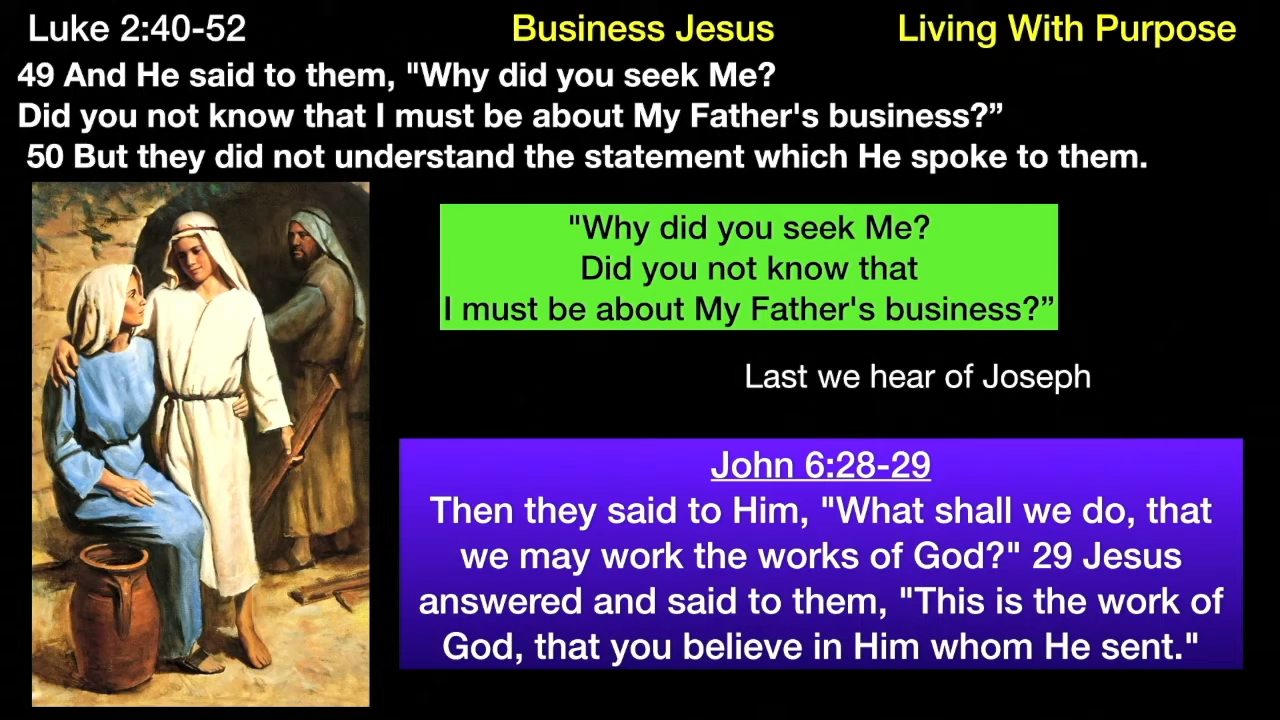 Luke 2:40-52
Business Jesus
Living With Purpose
49 And He said to them, "Why did you seek Me?
Did you not know that I must be about My Father's business?”
50 But they did not understand the statement which He spoke to them.
"Why did you seek Me?
Did you not know that
I must be about My Father's business?”
Last we hear of Joseph
John 6:28-29
Then they said to Him, "What shall we do, that
we may work the works of God?" 29 Jesus
answered and said to them, "This is the work of
God, that you believe in Him whom He sent."